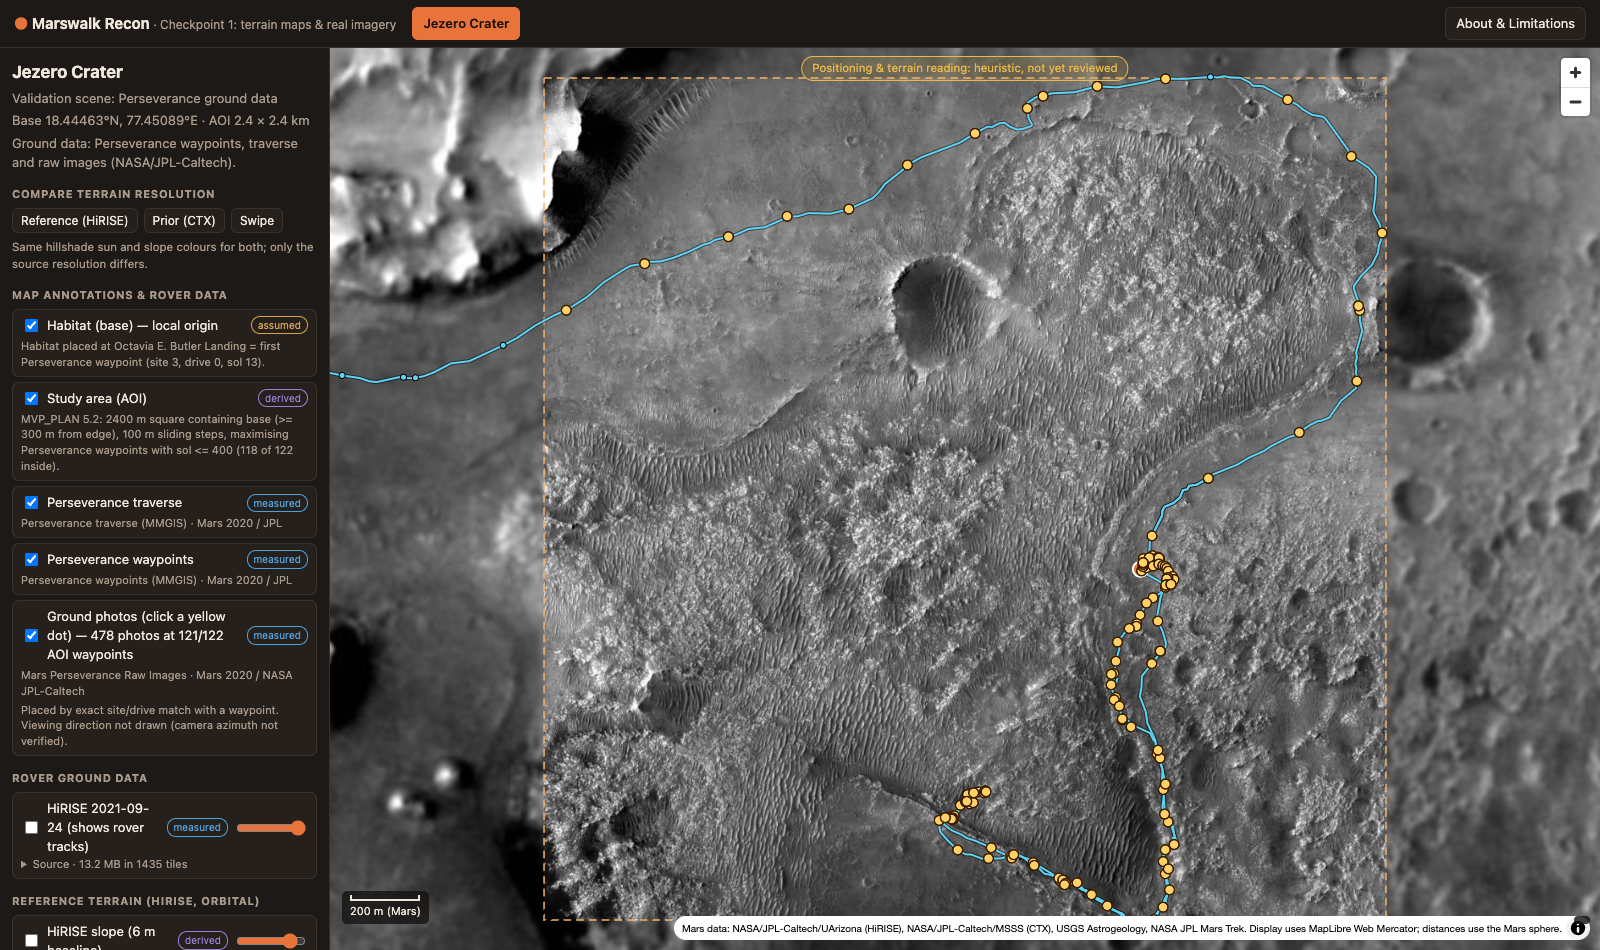 Marswalk Recon · Checkpoint 1: terrain maps & real imagery
Jezero Crater
About & Limitations
Jezero Crater
Validation scene: Perseverance ground data
Base 18.44463°N, 77.45089°E · AOI 2.4 × 2.4 km
Ground data: Perseverance waypoints, traverse
and raw images (NASA/JPL-Caltech).
COMPARE TERRAIN RESOLUTION
Reference (HiRISE)
Prior (CTX)
Swipe
Same hillshade sun and slope colours for both; only the
source resolution differs.
MAP ANNOTATIONS & ROVER DATA
Habitat (base) — local origin
assumed
Habitat placed at Octavia E. Butler Landing = first
Perseverance waypoint (site 3, drive 0, sol 13).
Study area (AOI)
derived
MVP_PLAN 5.2: 2400 m square containing base (>=
300 m from edge), 100 m sliding steps, maximising
Perseverance waypoints with sol <= 400 (118 of 122
inside).
Perseverance traverse
measured
Perseverance traverse (MMGIS) · Mars 2020 / JPL
Perseverance waypoints
measured
Perseverance waypoints (MMGIS) · Mars 2020 / JPL
Ground photos (click a yellow
dot) — 478 photos at 121/122
AOI waypoints
measured
Mars Perseverance Raw Images · Mars 2020 / NASA
JPL-Caltech
Placed by exact site/drive match with a waypoint.
Viewing direction not drawn (camera azimuth not
verified).
ROVER GROUND DATA
HiRISE 2021-09-
24 (shows rover
tracks)
measured
Source · 13.2 MB in 1435 tiles
REFERENCE TERRAIN (HIRISE, ORBITAL)
HiRISE slope (6 m
baseline)
derived
Positioning & terrain reading: heuristic, not yet reviewed
+
−
200 m (Mars)
Mars data: NASA/JPL-Caltech/UArizona (HiRISE), NASA/JPL-Caltech/MSSS (CTX), USGS Astrogeology, NASA JPL Mars Trek. Display uses MapLibre Web Mercator; distances use the Mars sphere.